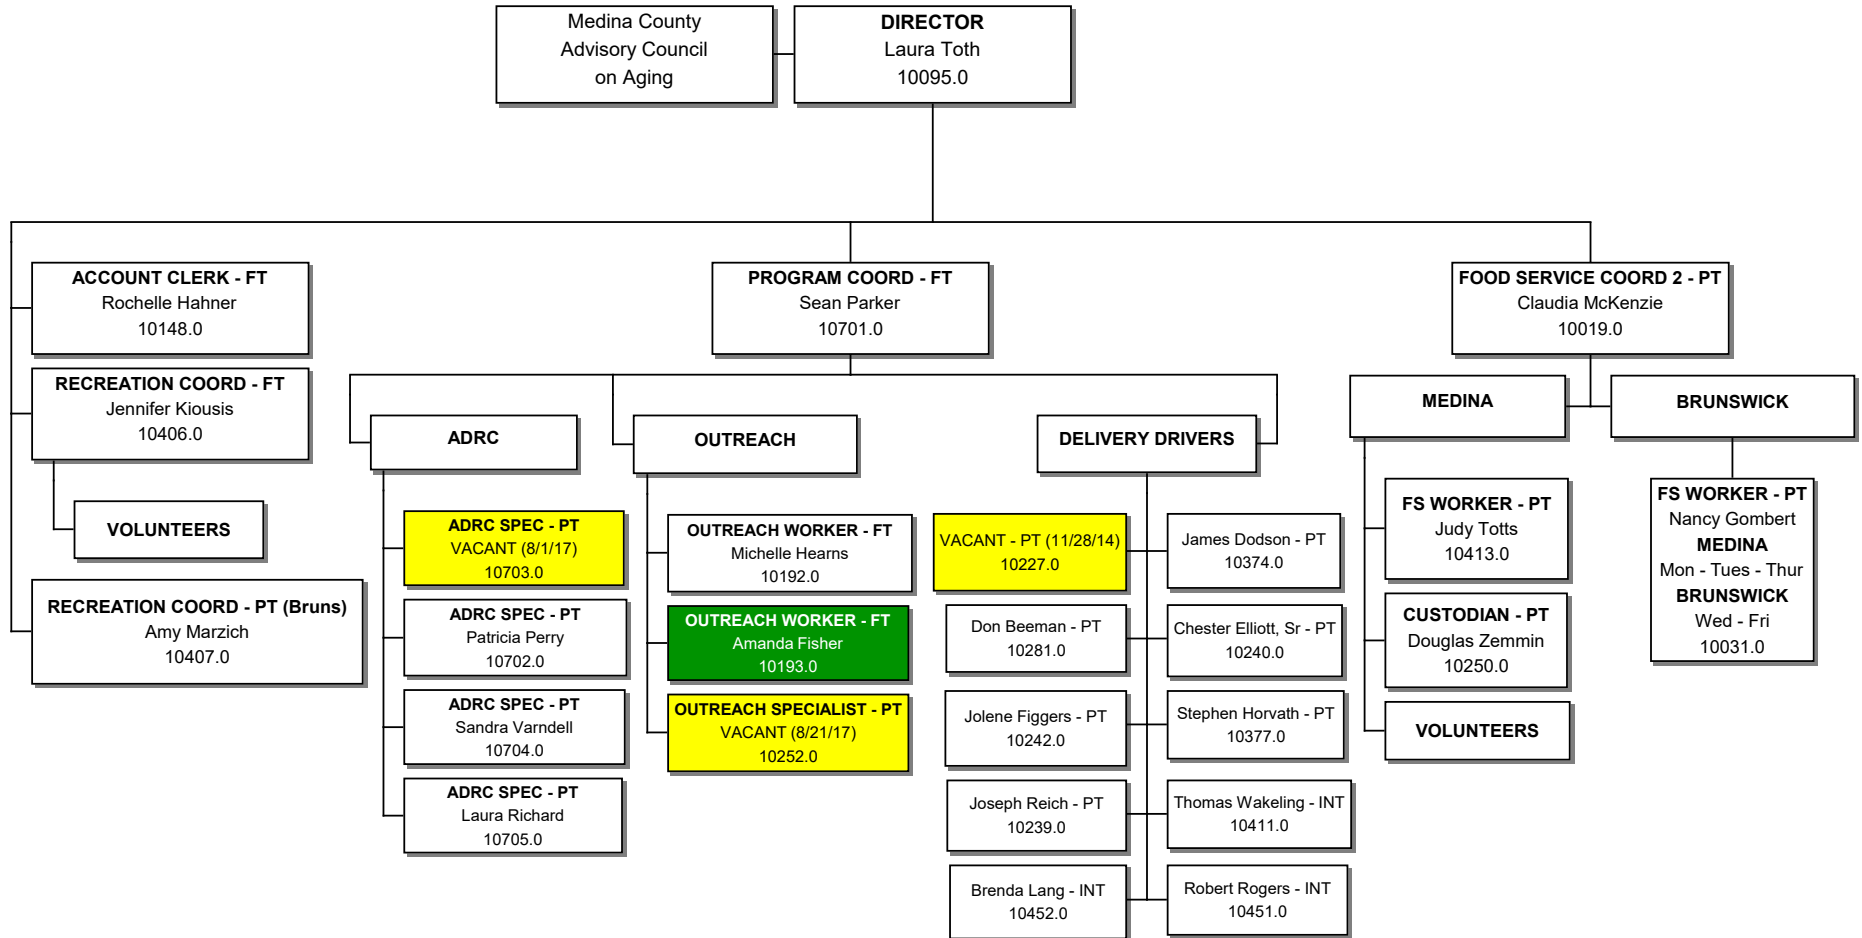 Medina County
Advisory Council
on Aging
DIRECTOR
Laura Toth
10095.0
ACCOUNT CLERK - FT
Rochelle Hahner
10148.0
RECREATION COORD - FT
Jennifer Kiousis
10406.0
VOLUNTEERS
RECREATION COORD - PT (Bruns)
Amy Marzich
10407.0
PROGRAM COORD - FT
Sean Parker
10701.0
ADRC
ADRC SPEC - PT
VACANT (8/1/17)
10703.0
ADRC SPEC - PT
Patricia Perry
10702.0
ADRC SPEC - PT
Sandra Varndell
10704.0
ADRC SPEC - PT
Laura Richard
10705.0
OUTREACH
OUTREACH WORKER - FT
Michelle Hearns
10192.0
OUTREACH WORKER - FT
Amanda Fisher
10193.0
OUTREACH SPECIALIST - PT
VACANT (8/21/17)
10252.0
DELIVERY DRIVERS
VACANT - PT (11/28/14)
10227.0
James Dodson - PT
10374.0
Don Beeman - PT
10281.0
Chester Elliott, Sr - PT
10240.0
Jolene Figgers - PT
10242.0
Stephen Horvath - PT
10377.0
Joseph Reich - PT
10239.0
Thomas Wakeling - INT
10411.0
Brenda Lang - INT
10452.0
Robert Rogers - INT
10451.0
FOOD SERVICE COORD 2 - PT
Claudia McKenzie
10019.0
MEDINA
FS WORKER - PT
Judy Totts
10413.0
CUSTODIAN - PT
Douglas Zemmin
10250.0
VOLUNTEERS
BRUNSWICK
FS WORKER - PT
Nancy Gombert
MEDINA
Mon - Tues - Thur
BRUNSWICK
Wed - Fri
10031.0